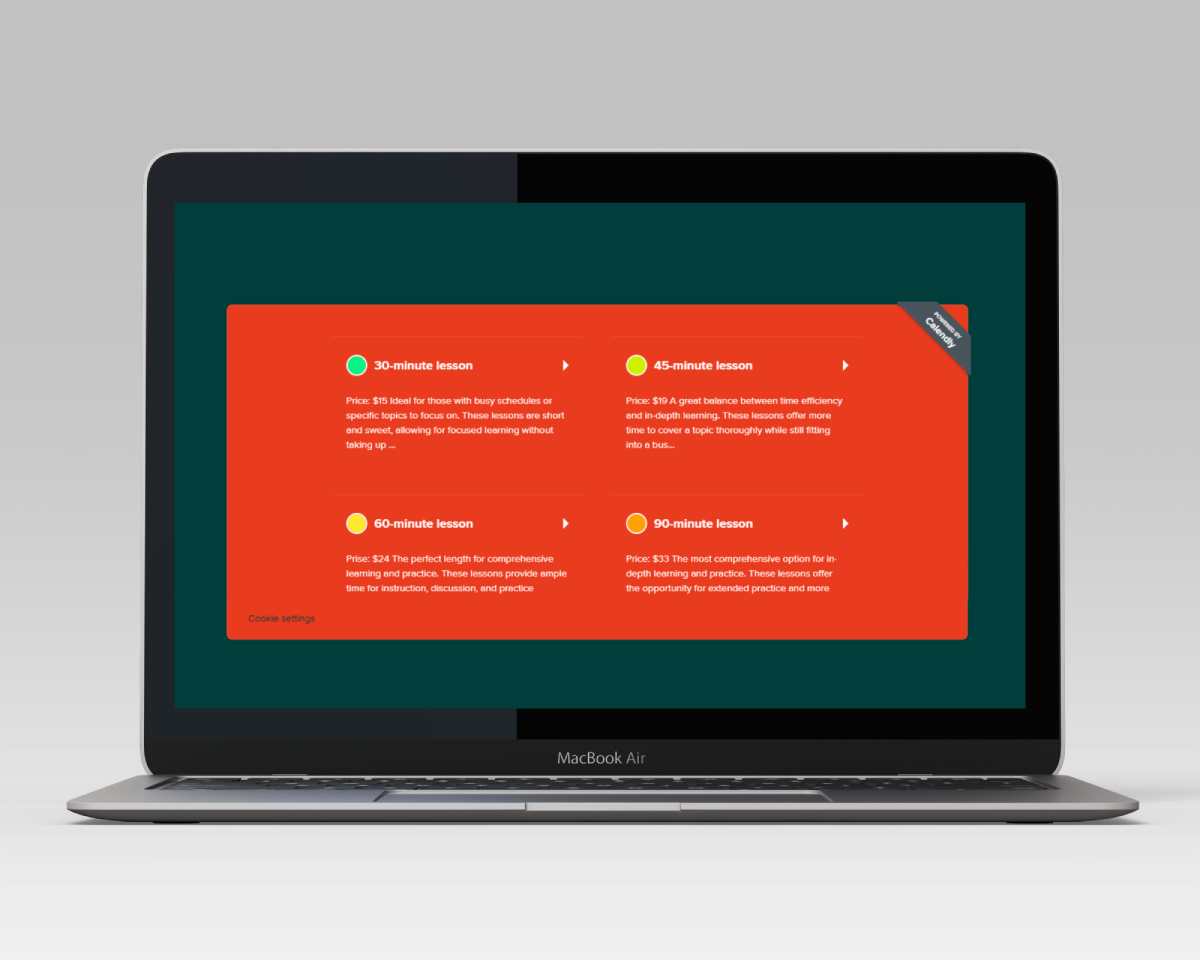 POWERED BY
Calendly
30-minute lesson
Price: $15 Ideal for those with busy schedules or
specific topics to focus on. These lessons are short
and sweet, allowing for focused learning without
taking up ...
45-minute lesson
Price: $19 A great balance between time efficiency
and in-depth learning. These lessons offer more
time to cover a topic thoroughly while still fitting
into a bus...
60-minute lesson
Prise: $24 The perfect length for comprehensive
learning and practice. These lessons provide ample
time for instruction, discussion, and practice
90-minute lesson
Price: $33 The most comprehensive option for in-
depth learning and practice. These lessons offer
the opportunity for extended practice and more
Cookie settings
MacBook Air